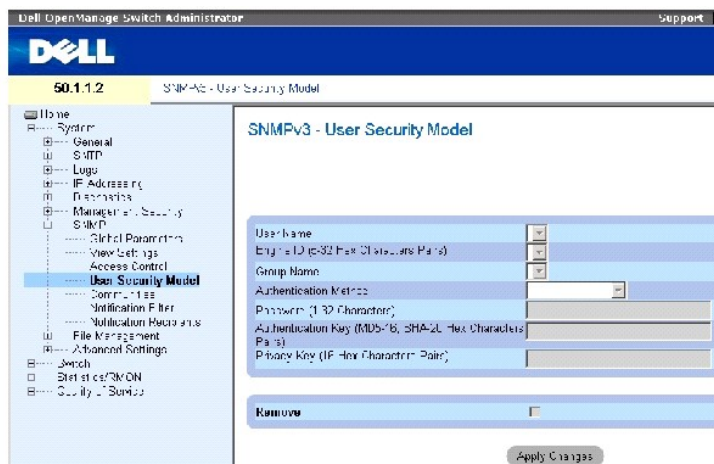 Dell OpenManage Switch Administrator
Support
DELL
50.1.1.2
SNMPv3 - User Security Model
Home
System
General
SNTP
Logs
IP Addressing
Diagnostics
Management Security
SNMP
Global Parameters
View Settings
Access Control
User Security Model
Communities
Notification Filter
Notification Recipients
File Management
Advanced Settings
Switch
Statistics/RMON
Quality of Service
SNMPv3 - User Security Model
User Name
Engine ID (5-32 Hex Characters Pairs)
Group Name
Authentication Method
Password (1-32 Characters)
Authentication Key (MD5-16, SHA-20 Hex Characters
Pairs)
Privacy Key (16 Hex Characters Pairs)
Remove
Apply Changes